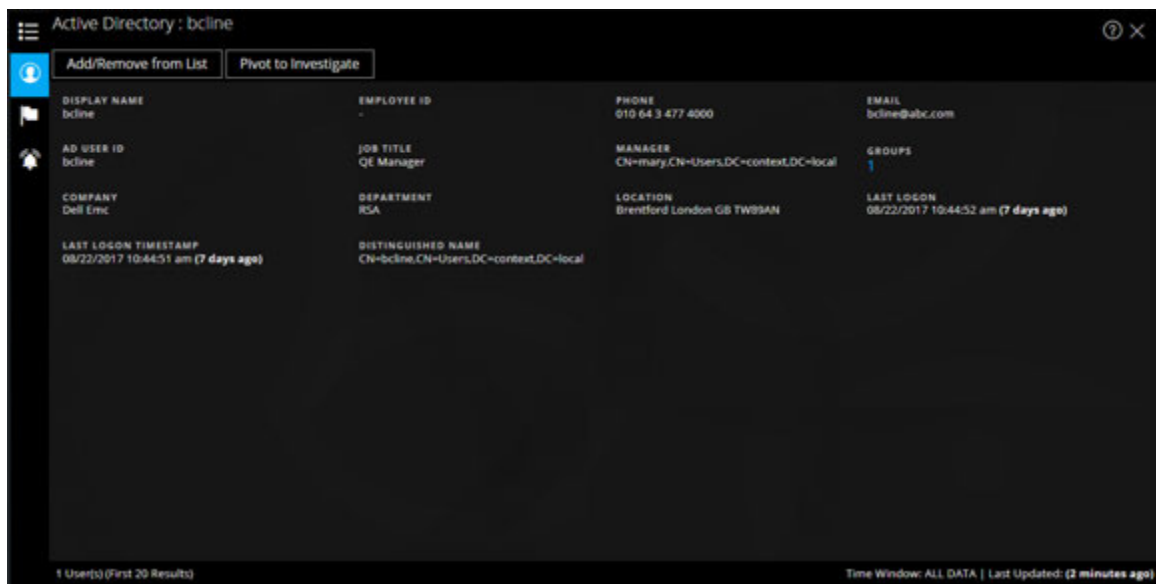 Active Directory : bcline
Add/Remove from List Pivot to Investigate
DISPLAY NAME EMPLOYEE ID PHONE EMAIL
bcline - 010 64 3 477 4000 bcline@abc.com
AD USER ID JOB TITLE MANAGER GROUPS
bcline QE Manager CN=mary,CN=Users,DC=context,DC=local 1
COMPANY DEPARTMENT LOCATION LAST LOGON
Dell Emc RSA Brentford London GB TW89AN 08/22/2017 10:44:52 am (7 days ago)
LAST LOGON TIMESTAMP DISTINGUISHED NAME
08/22/2017 10:44:51 am (7 days ago) CN=bcline,CN=Users,DC=context,DC=local
1 User(s) (First 20 Results) Time Window: ALL DATA | Last Updated: (2 minutes ago)